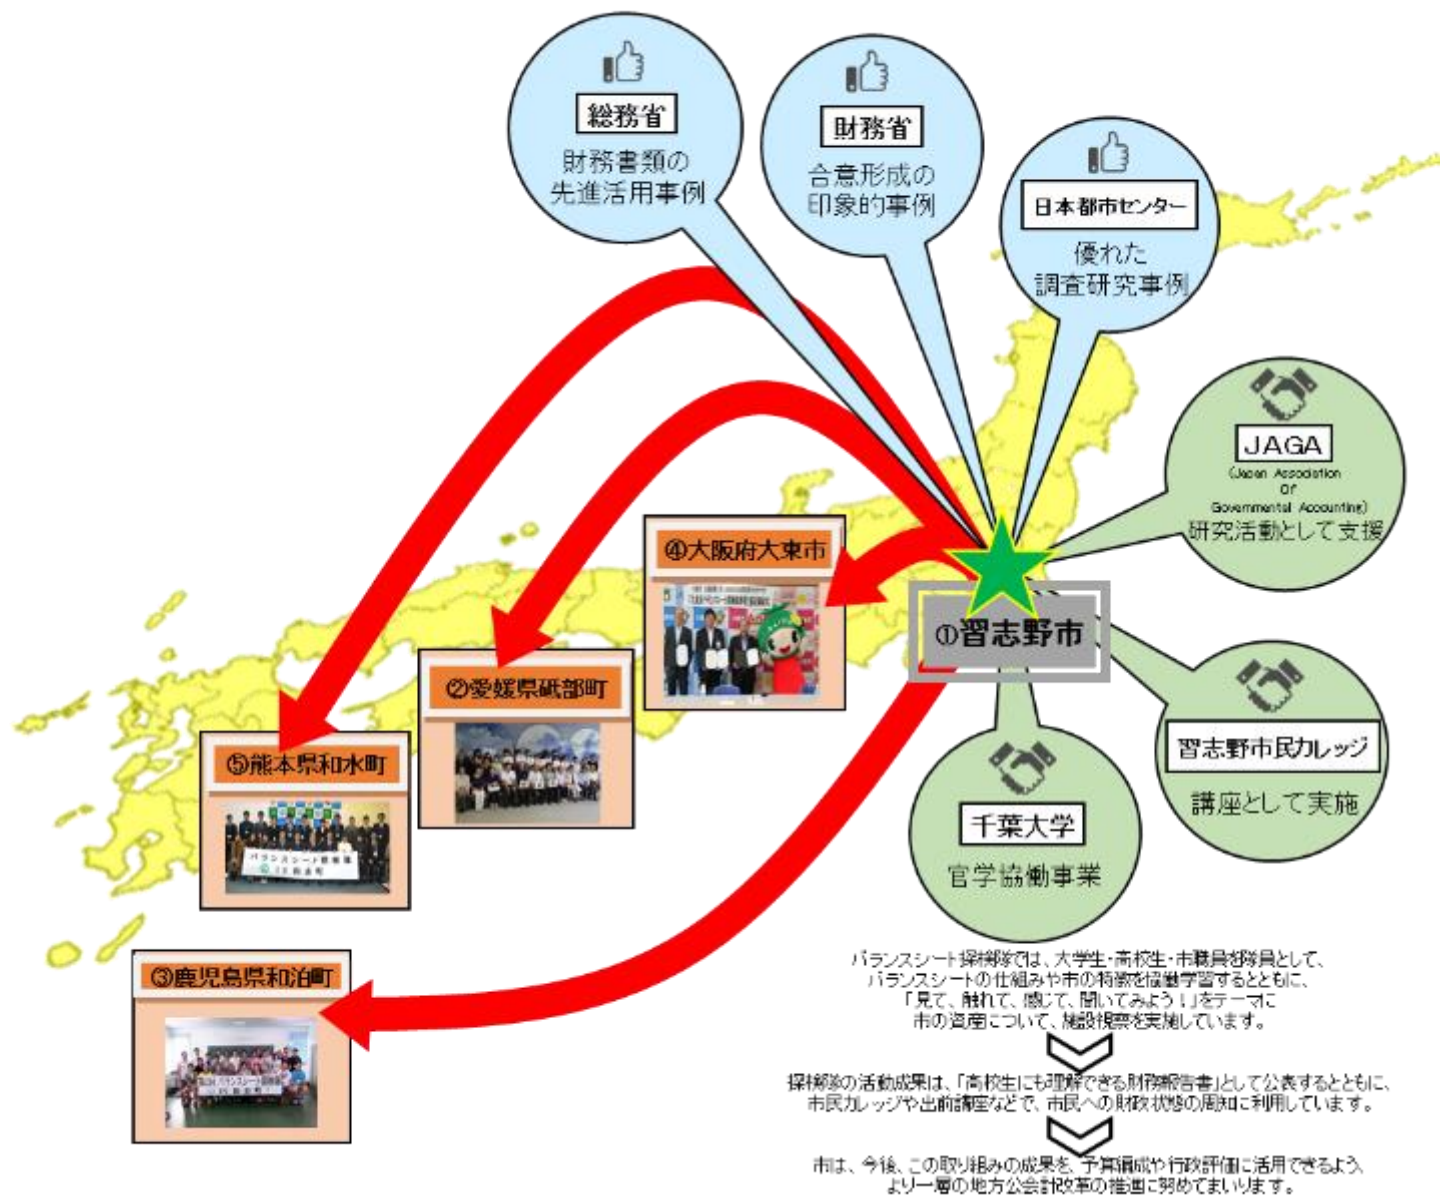 総務省
財務書類の
先進活用事例
財務省
合意形成の
印象的事例
日本都市センター
優れた
調査研究事例
JAGA
(Japan Association
Of
Governmental Accounting)
研究活動として支援
④大阪府大東市
①習志野市
②愛媛県砥部町
習志野市民カレッジ
講座として実施
⑤熊本県和水町
バランスシート探検隊
千葉大学
官学協働事業
③鹿児島県和泊町
バランスシート探検隊では、大学生・高校生・市職員を隊員として、
バランスシートの仕組みや市の特徴を協働学習するとともに、
「見て、触れて、感じて、聞いてみよう！」をテーマに
市の資産について、施設視察を実施しています。
探検隊の活動成果は、「高校生にも理解できる財務報告書」として公表するとともに、
市民カレッジや出前講座などで、市民への財政状態の周知に利用しています。
市は、今後、この取り組みの成果を、予算編成や行政評価に活用できるよう、
より一層の地方公会計改革の推進に努めてまいります。